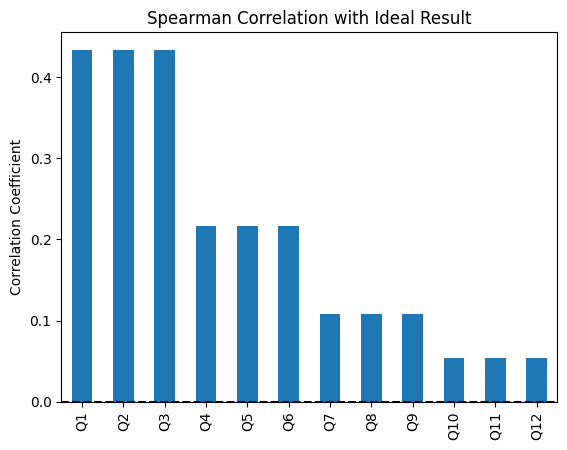 Spearman Correlation with Ideal Result
Correlation Coefficient
0.4
0.3
0.2
0.1
0.0
Q1 Q2 Q3 Q4 Q5 Q6 Q7 Q8 Q9 Q10 Q11 Q12